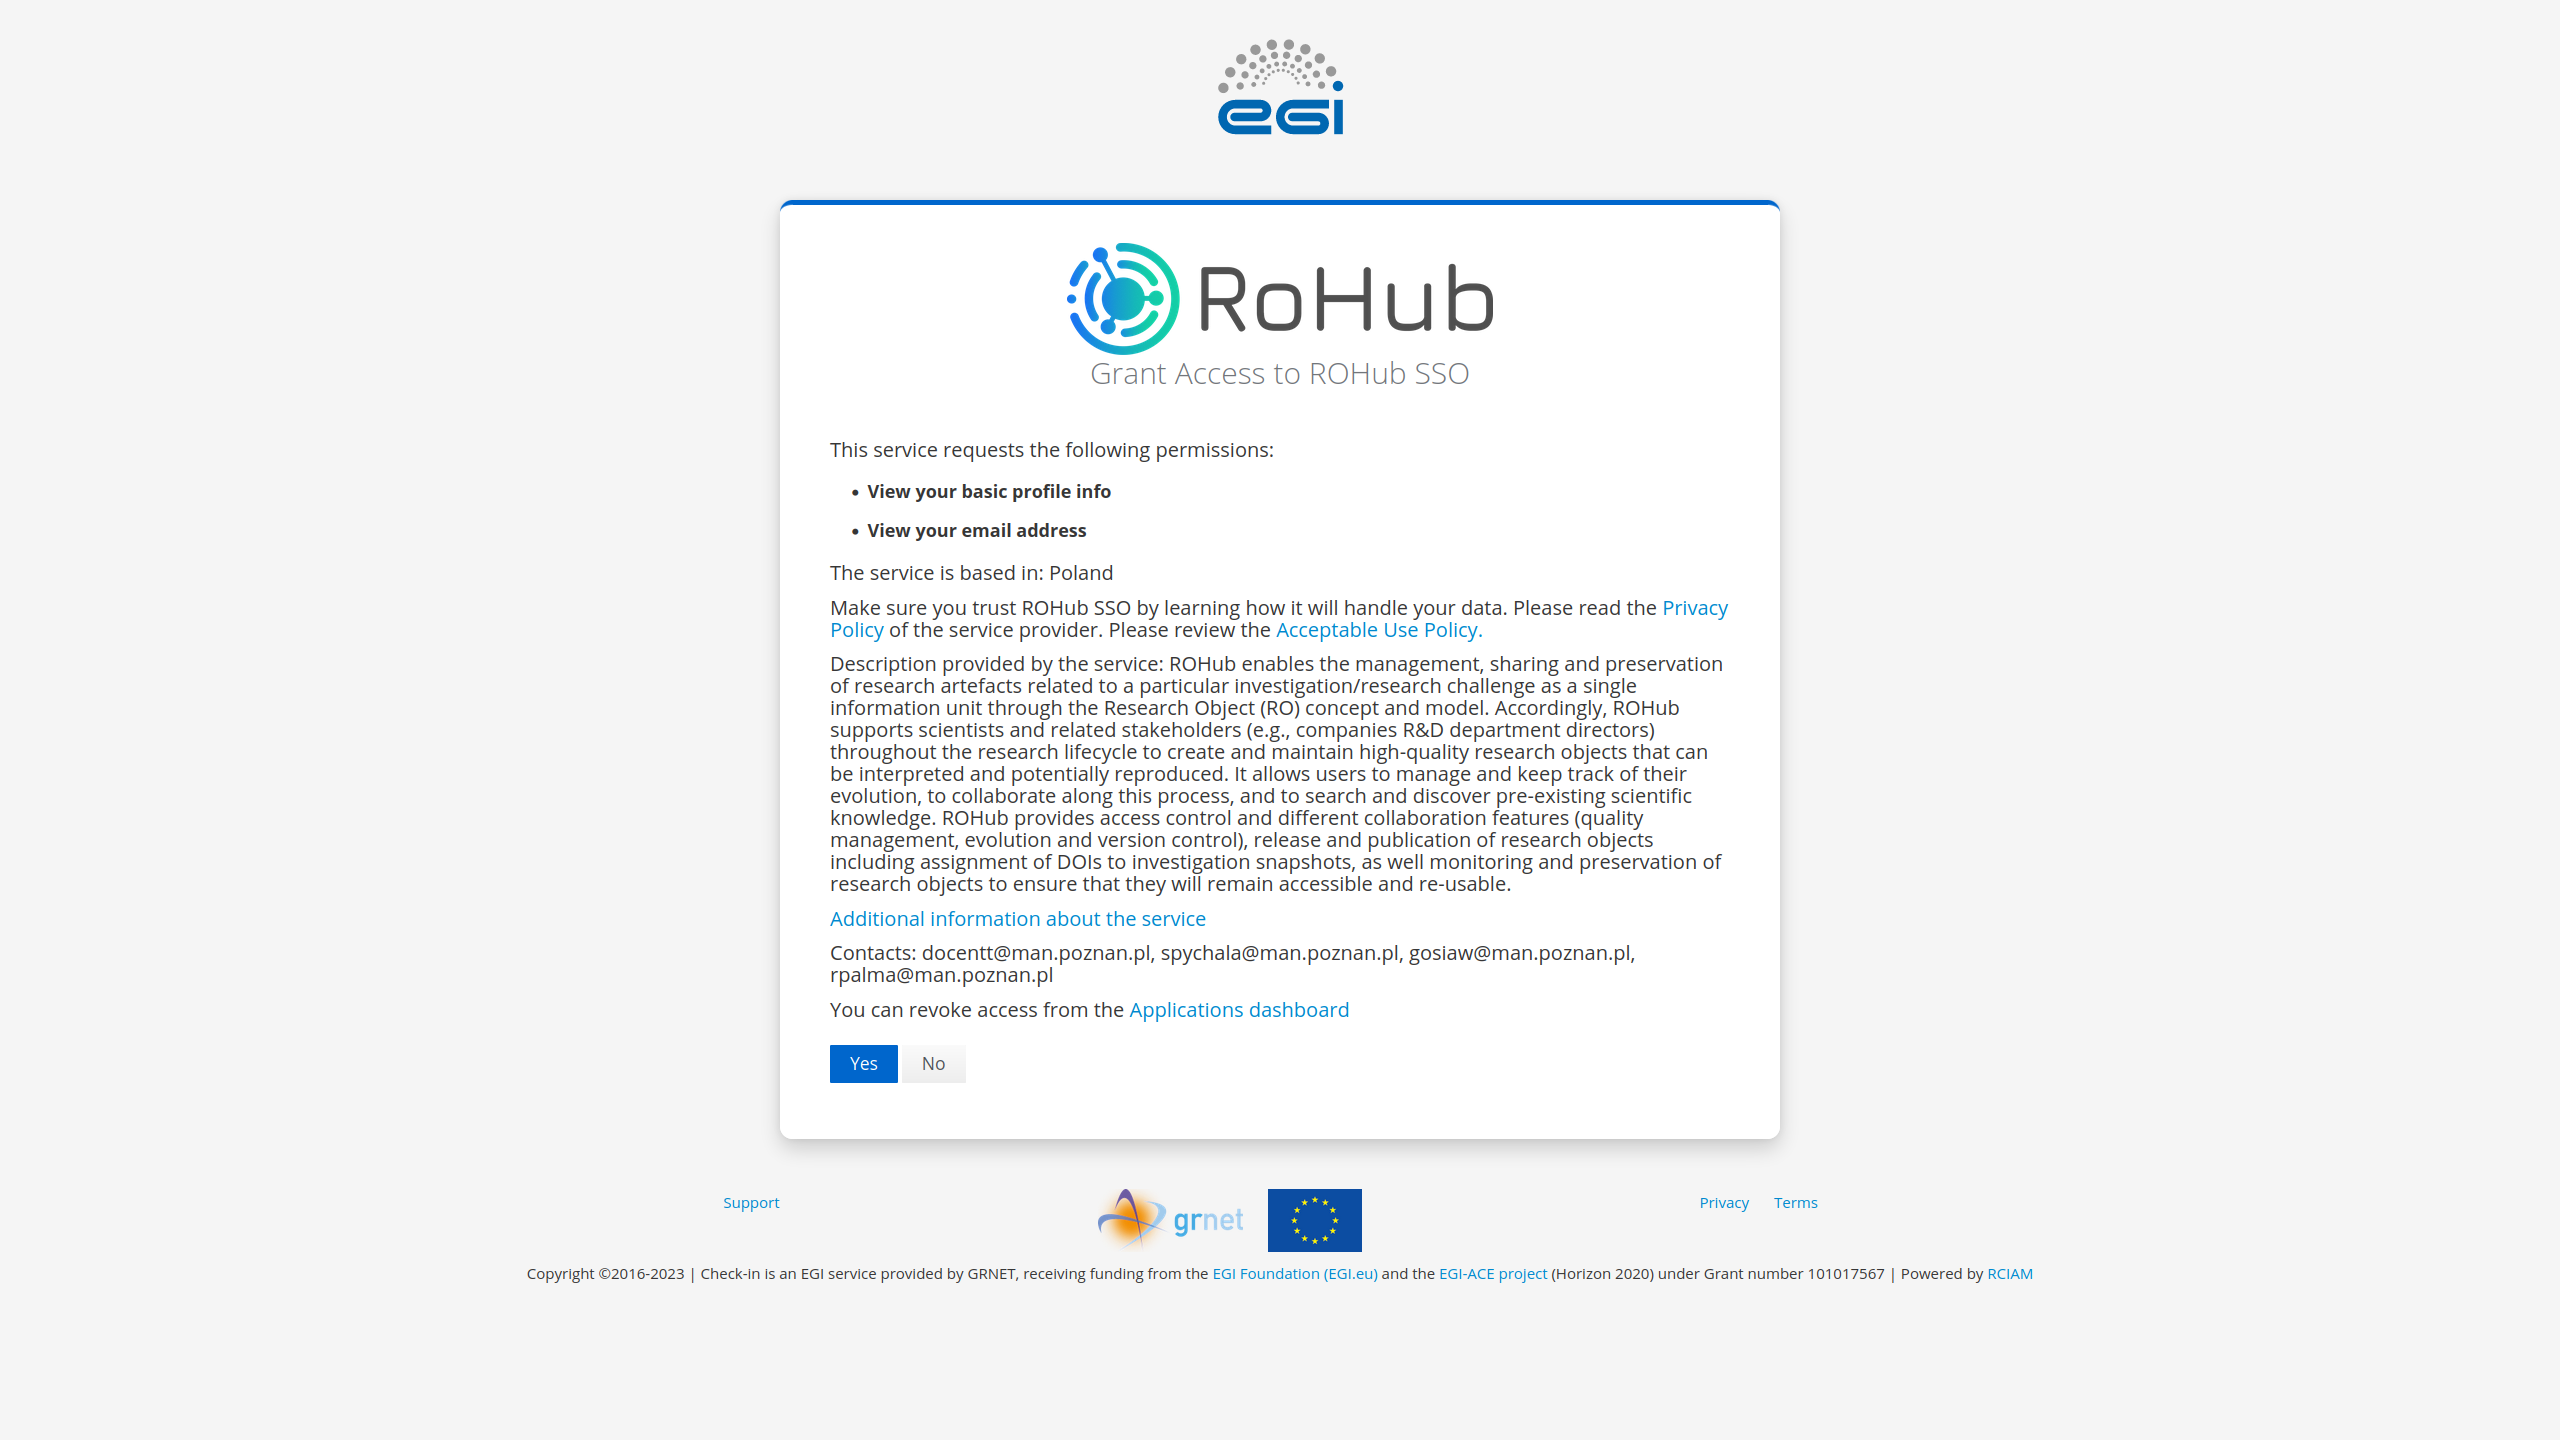 egi
RoHub
Grant Access to ROHub SSO
This service requests the following permissions:
• View your basic profile info
• View your email address
The service is based in: Poland
Make sure you trust ROHub SSO by learning how it will handle your data. Please read the Privacy
Policy of the service provider. Please review the Acceptable Use Policy.
Description provided by the service: ROHub enables the management, sharing and preservation
of research artefacts related to a particular investigation/research challenge as a single
information unit through the Research Object (RO) concept and model. Accordingly, ROHub
supports scientists and related stakeholders (e.g., companies R&D department directors)
throughout the research lifecycle to create and maintain high-quality research objects that can
be interpreted and potentially reproduced. It allows users to manage and keep track of their
evolution, to collaborate along this process, and to search and discover pre-existing scientific
knowledge. ROHub provides access control and different collaboration features (quality
management, evolution and version control), release and publication of research objects
including assignment of DOIs to investigation snapshots, as well monitoring and preservation of
research objects to ensure that they will remain accessible and re-usable.
Additional information about the service
Contacts: docentt@man.poznan.pl, spychala@man.poznan.pl, gosiaw@man.poznan.pl,
rpalma@man.poznan.pl
You can revoke access from the Applications dashboard
Yes No
Support grnet Privacy Terms
Copyright ©2016-2023 | Check-in is an EGI service provided by GRNET, receiving funding from the EGI Foundation (EGI.eu) and the EGI-ACE project (Horizon 2020) under Grant number 101017567 | Powered by RCIAM